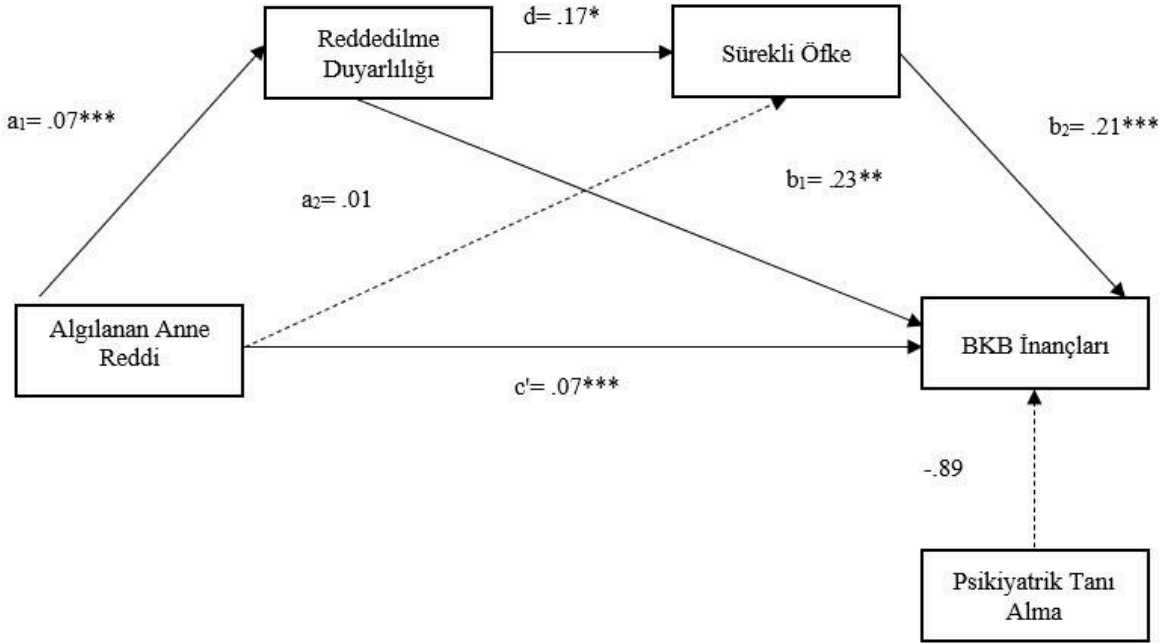 d= .17*
Reddedilme
Duyarlılığı
Sürekli Öfke
a1= .07***
b2= .21***
a2= .01
b1= .23**
Algılanan Anne
Reddi
BKB İnançları
c'= .07***
-.89
Psikiyatrik Tanı
Alma